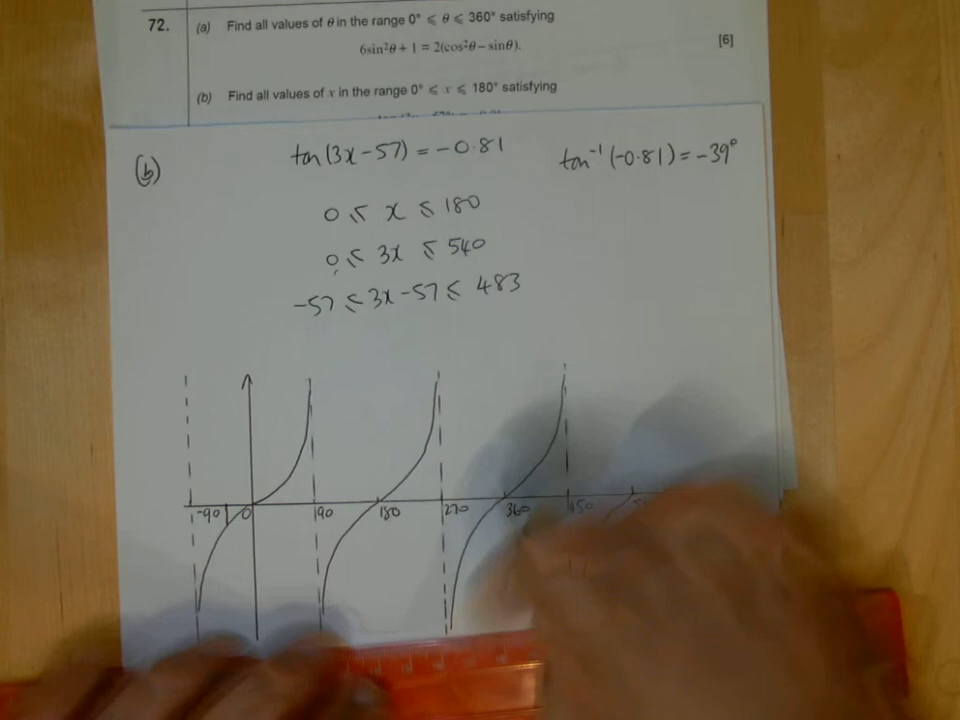 72. (a) Find all values of θ in the range 0° ⩽ θ ⩽ 360° satisfying
6sin²θ + 1 = 2(cos²θ − sinθ).
[6]
(b) Find all values of x in the range 0° ⩽ x ⩽ 180° satisfying
(b) tan(3x−57) = −0.81 tan⁻¹(−0.81) = −39°
0 ⩽ x ⩽ 180
0 ⩽ 3x ⩽ 540
−57 ⩽ 3x−57 ⩽ 483
−90 0 90 180 270 360 450